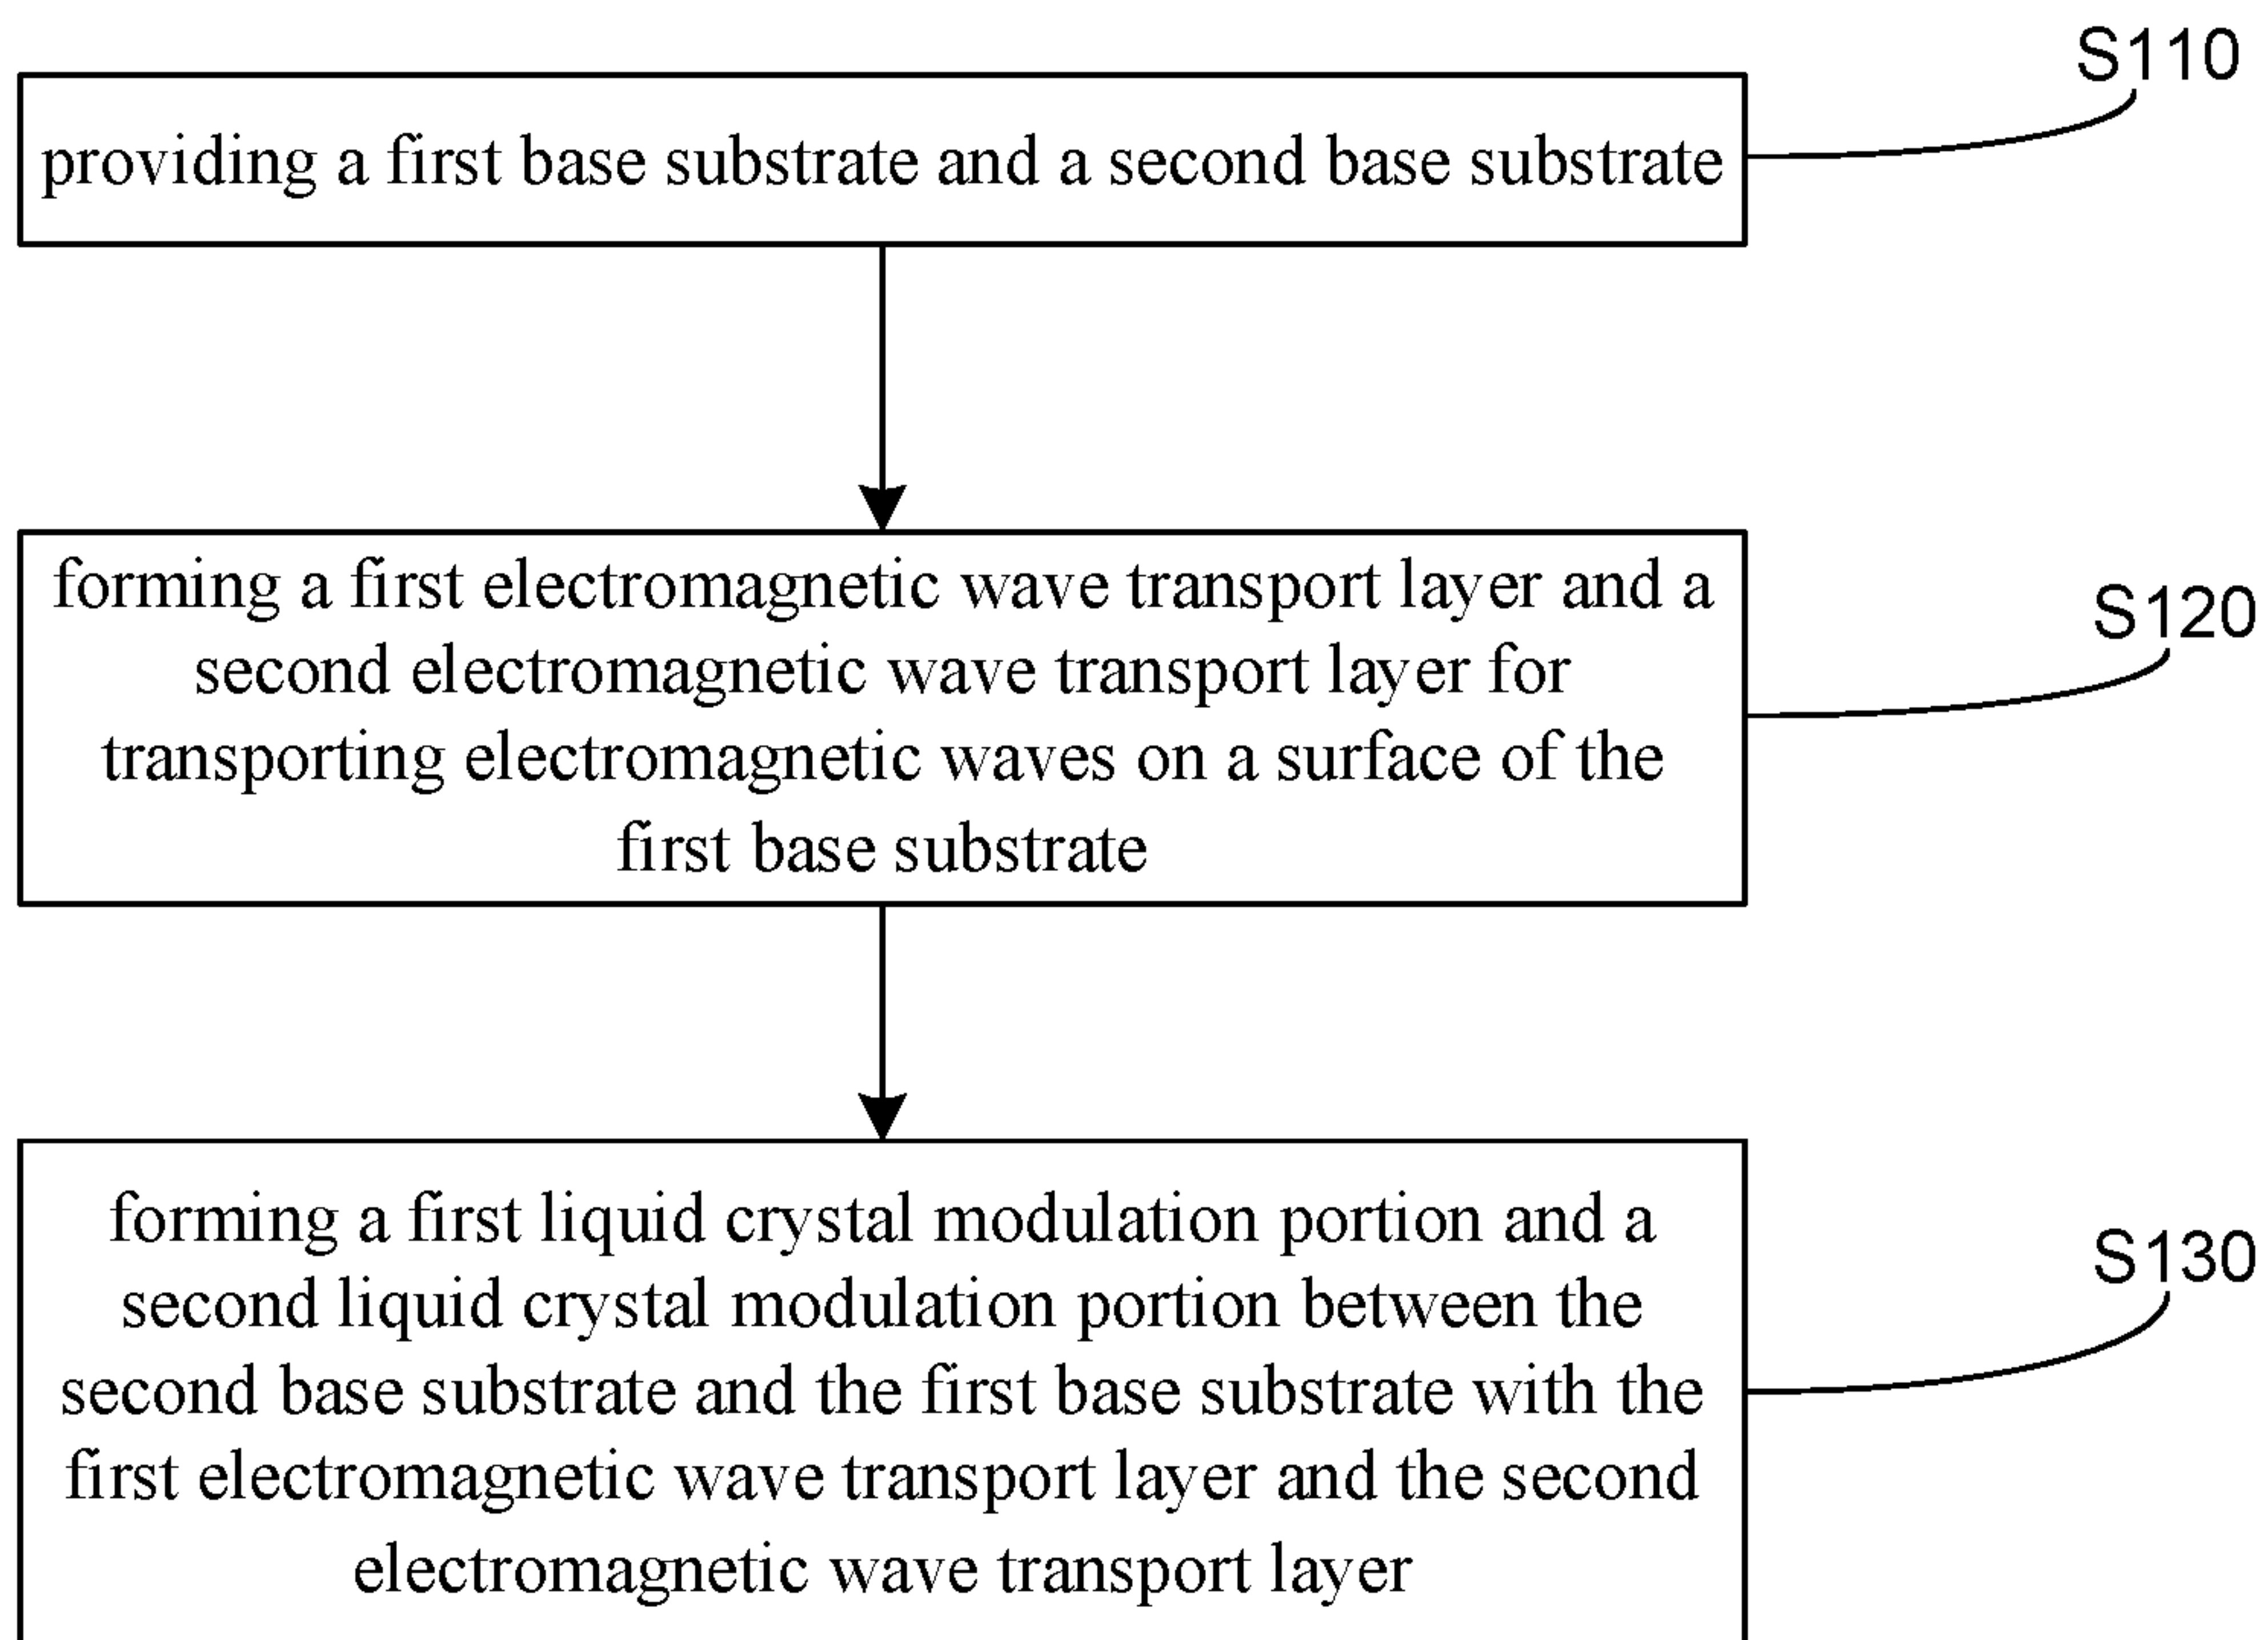 S110
providing a first base substrate and a second base substrate
forming a first electromagnetic wave transport layer and a
S120
second electromagnetic wave transport layer for
transporting electromagnetic waves on a surface of the
first base substrate
forming a first liquid crystal modulation portion and a
S130
second liquid crystal modulation portion between the
second base substrate and the first base substrate with the
first electromagnetic wave transport layer and the second
electromagnetic wave transport layer